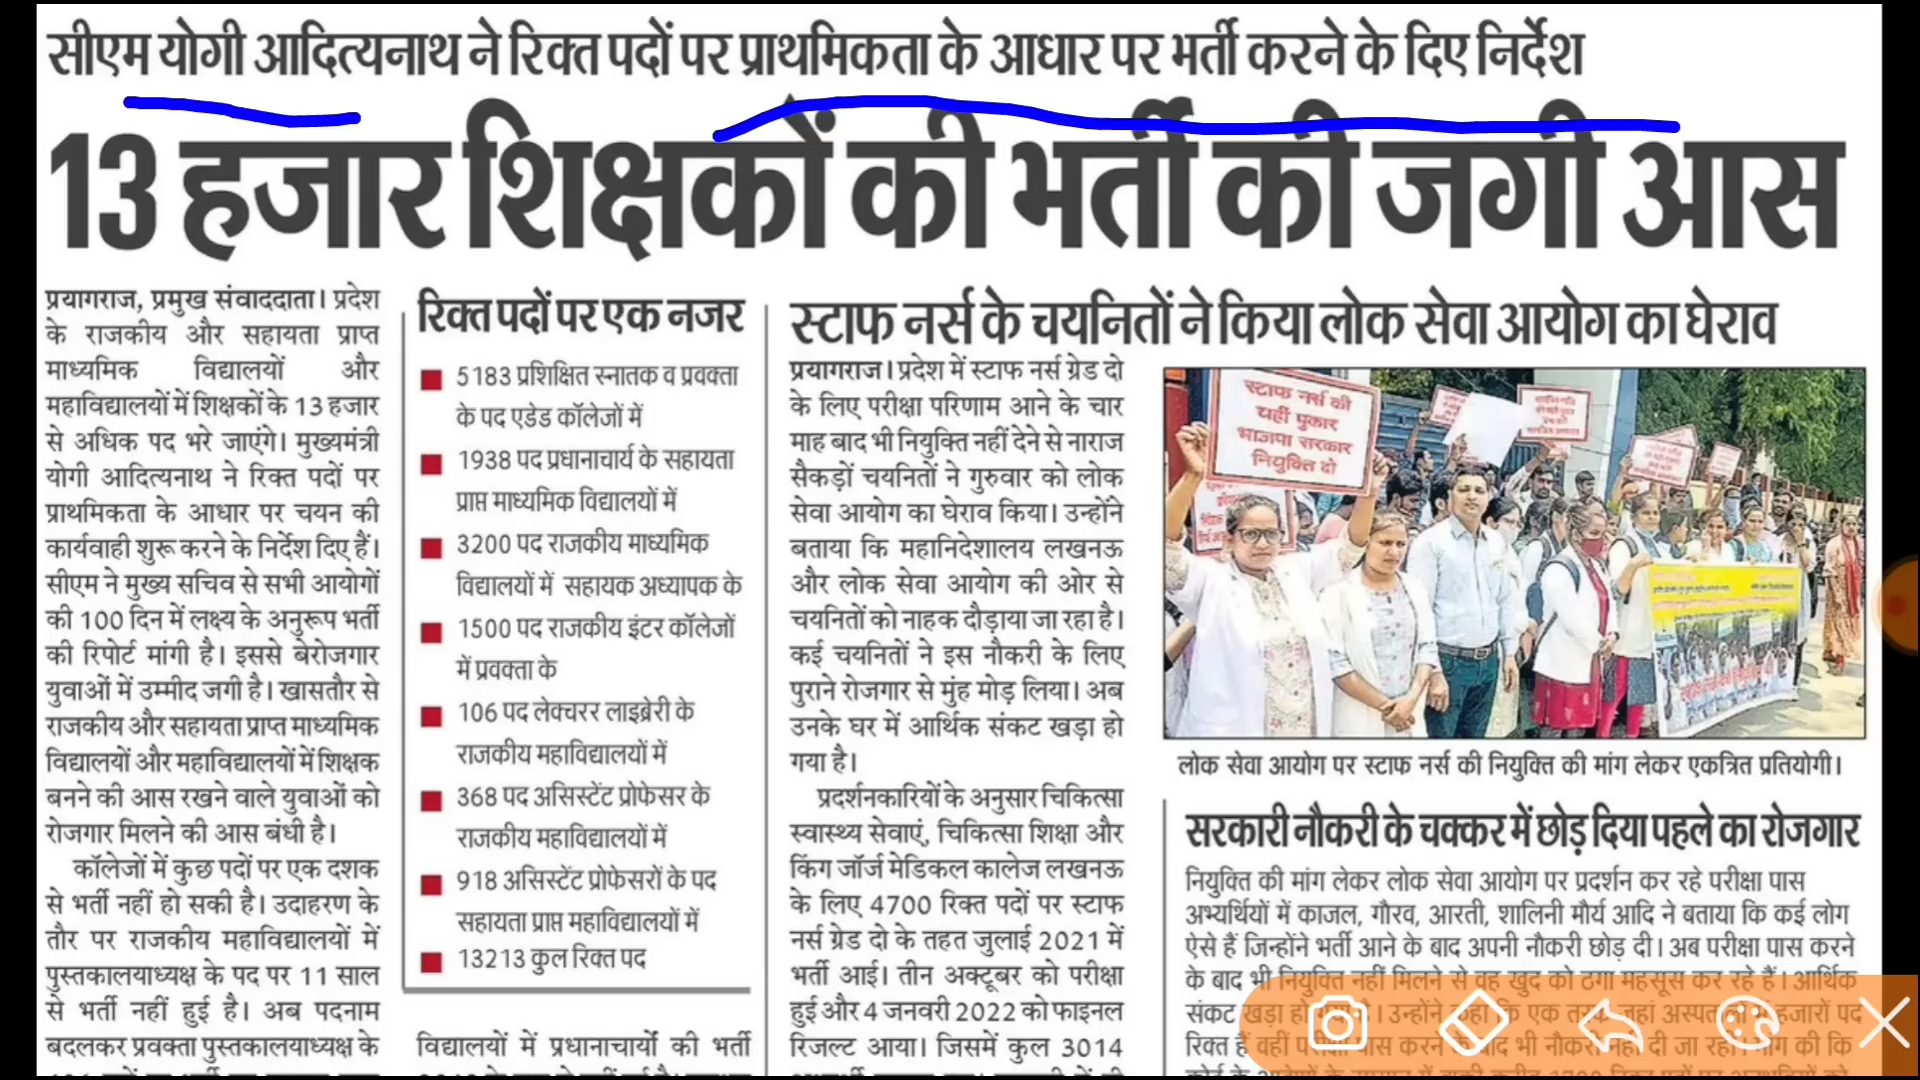 सीएम योगी आदित्यनाथ ने रिक्त पदों पर प्राथमिकता के आधार पर भर्ती करने के दिए निर्देश
13 हजार शिक्षकों की भर्ती की जगी आस
प्रयागराज, प्रमुख संवाददाता। प्रदेश
के राजकीय और सहायता प्राप्त
माध्यमिक विद्यालयों और
महाविद्यालयों में शिक्षकों के 13 हजार
से अधिक पद भरे जाएंगे। मुख्यमंत्री
योगी आदित्यनाथ ने रिक्त पदों पर
प्राथमिकता के आधार पर चयन की
कार्यवाही शुरू करने के निर्देश दिए हैं।
सीएम ने मुख्य सचिव से सभी आयोगों
की 100 दिन में लक्ष्य के अनुरूप भर्ती
की रिपोर्ट मांगी है। इससे बेरोजगार
युवाओं में उम्मीद जगी है। खासतौर से
राजकीय और सहायता प्राप्त माध्यमिक
विद्यालयों और महाविद्यालयों में शिक्षक
बनने की आस रखने वाले युवाओं को
रोजगार मिलने की आस बंधी है।
कॉलेजों में कुछ पदों पर एक दशक
से भर्ती नहीं हो सकी है। उदाहरण के
तौर पर राजकीय महाविद्यालयों में
पुस्तकालयाध्यक्ष के पद पर 11 साल
से भर्ती नहीं हुई है। अब पदनाम
बदलकर प्रवक्ता पुस्तकालयाध्यक्ष के
रिक्त पदों पर एक नजर
5183 प्रशिक्षित स्नातक व प्रवक्ता
के पद एडेड कॉलेजों में
1938 पद प्रधानाचार्य के सहायता
प्राप्त माध्यमिक विद्यालयों में
3200 पद राजकीय माध्यमिक
विद्यालयों में सहायक अध्यापक के
1500 पद राजकीय इंटर कॉलेजों
में प्रवक्ता के
106 पद लेक्चरर लाइब्रेरी के
राजकीय महाविद्यालयों में
368 पद असिस्टेंट प्रोफेसर के
राजकीय महाविद्यालयों में
918 असिस्टेंट प्रोफेसरों के पद
सहायता प्राप्त महाविद्यालयों में
13213 कुल रिक्त पद
विद्यालयों में प्रधानाचार्यों की भर्ती
स्टाफ नर्स के चयनितों ने किया लोक सेवा आयोग का घेराव
प्रयागराज। प्रदेश में स्टाफ नर्स ग्रेड दो
के लिए परीक्षा परिणाम आने के चार
माह बाद भी नियुक्ति नहीं देने से नाराज
सैकड़ों चयनितों ने गुरुवार को लोक
सेवा आयोग का घेराव किया। उन्होंने
बताया कि महानिदेशालय लखनऊ
और लोक सेवा आयोग की ओर से
चयनितों को नाहक दौड़ाया जा रहा है।
कई चयनितों ने इस नौकरी के लिए
पुराने रोजगार से मुंह मोड़ लिया। अब
उनके घर में आर्थिक संकट खड़ा हो
गया है।
प्रदर्शनकारियों के अनुसार चिकित्सा
स्वास्थ्य सेवाएं, चिकित्सा शिक्षा और
किंग जॉर्ज मेडिकल कालेज लखनऊ
के लिए 4700 रिक्त पदों पर स्टाफ
नर्स ग्रेड दो के तहत जुलाई 2021 में
भर्ती आई। तीन अक्टूबर को परीक्षा
हुई और 4 जनवरी 2022 को फाइनल
रिजल्ट आया। जिसमें कुल 3014
स्टाफ नर्स की
यहीं पुकार
भाजपा सरकार
नियुक्ति दो
लोक सेवा आयोग पर स्टाफ नर्स की नियुक्ति की मांग लेकर एकत्रित प्रतियोगी।
सरकारी नौकरी के चक्कर में छोड़ दिया पहले का रोजगार
नियुक्ति की मांग लेकर लोक सेवा आयोग पर प्रदर्शन कर रहे परीक्षा पास
अभ्यर्थियों में काजल, गौरव, आरती, शालिनी मौर्य आदि ने बताया कि कई लोग
ऐसे हैं जिन्होंने भर्ती आने के बाद अपनी नौकरी छोड़ दी। अब परीक्षा पास करने
के बाद भी नियुक्ति नहीं मिलने से वह खुद को ठगा महसूस कर रहे हैं। आर्थिक
संकट खड़ा हो है। उन्होंने कहा कि एक तरफ जहां में हजारों पद
रिक्त हैं वहीं पास करने के बाद भी नौकरी नहीं दी जा रही। मांग की कि